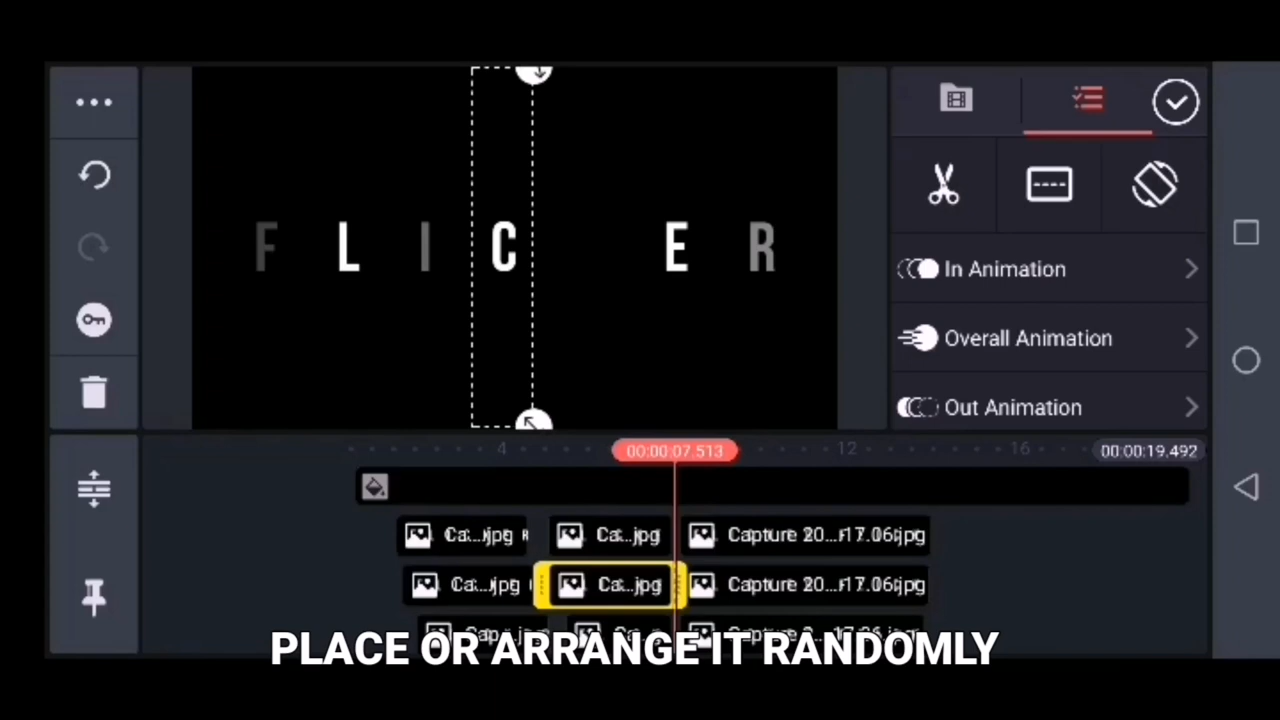 F L I C E R
In Animation
Overall Animation
Out Animation
4
00:00:07.513
12
16
00:00:19.492
Ca...jpg
Ca...jpg
Capture 20...17.06.jpg
Ca...jpg
Ca...jpg
Capture 20...17.06.jpg
PLACE OR ARRANGE IT RANDOMLY